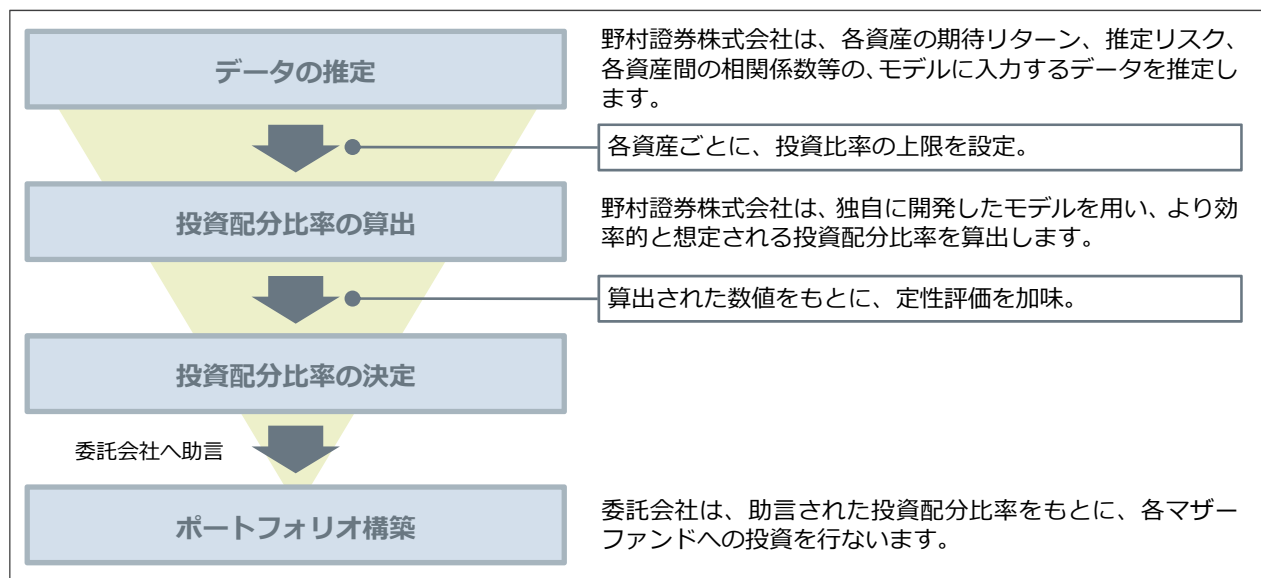 データの推定
野村證券株式会社は、各資産の期待リターン、推定リスク、
各資産間の相関係数等の、モデルに入力するデータを推定し
ます。
各資産ごとに、投資比率の上限を設定。
投資配分比率の算出
野村證券株式会社は、独自に開発したモデルを用い、より効
率的と想定される投資配分比率を算出します。
算出された数値をもとに、定性評価を加味。
投資配分比率の決定
委託会社へ助言
ポートフォリオ構築
委託会社は、助言された投資配分比率をもとに、各マザー
ファンドへの投資を行ないます。